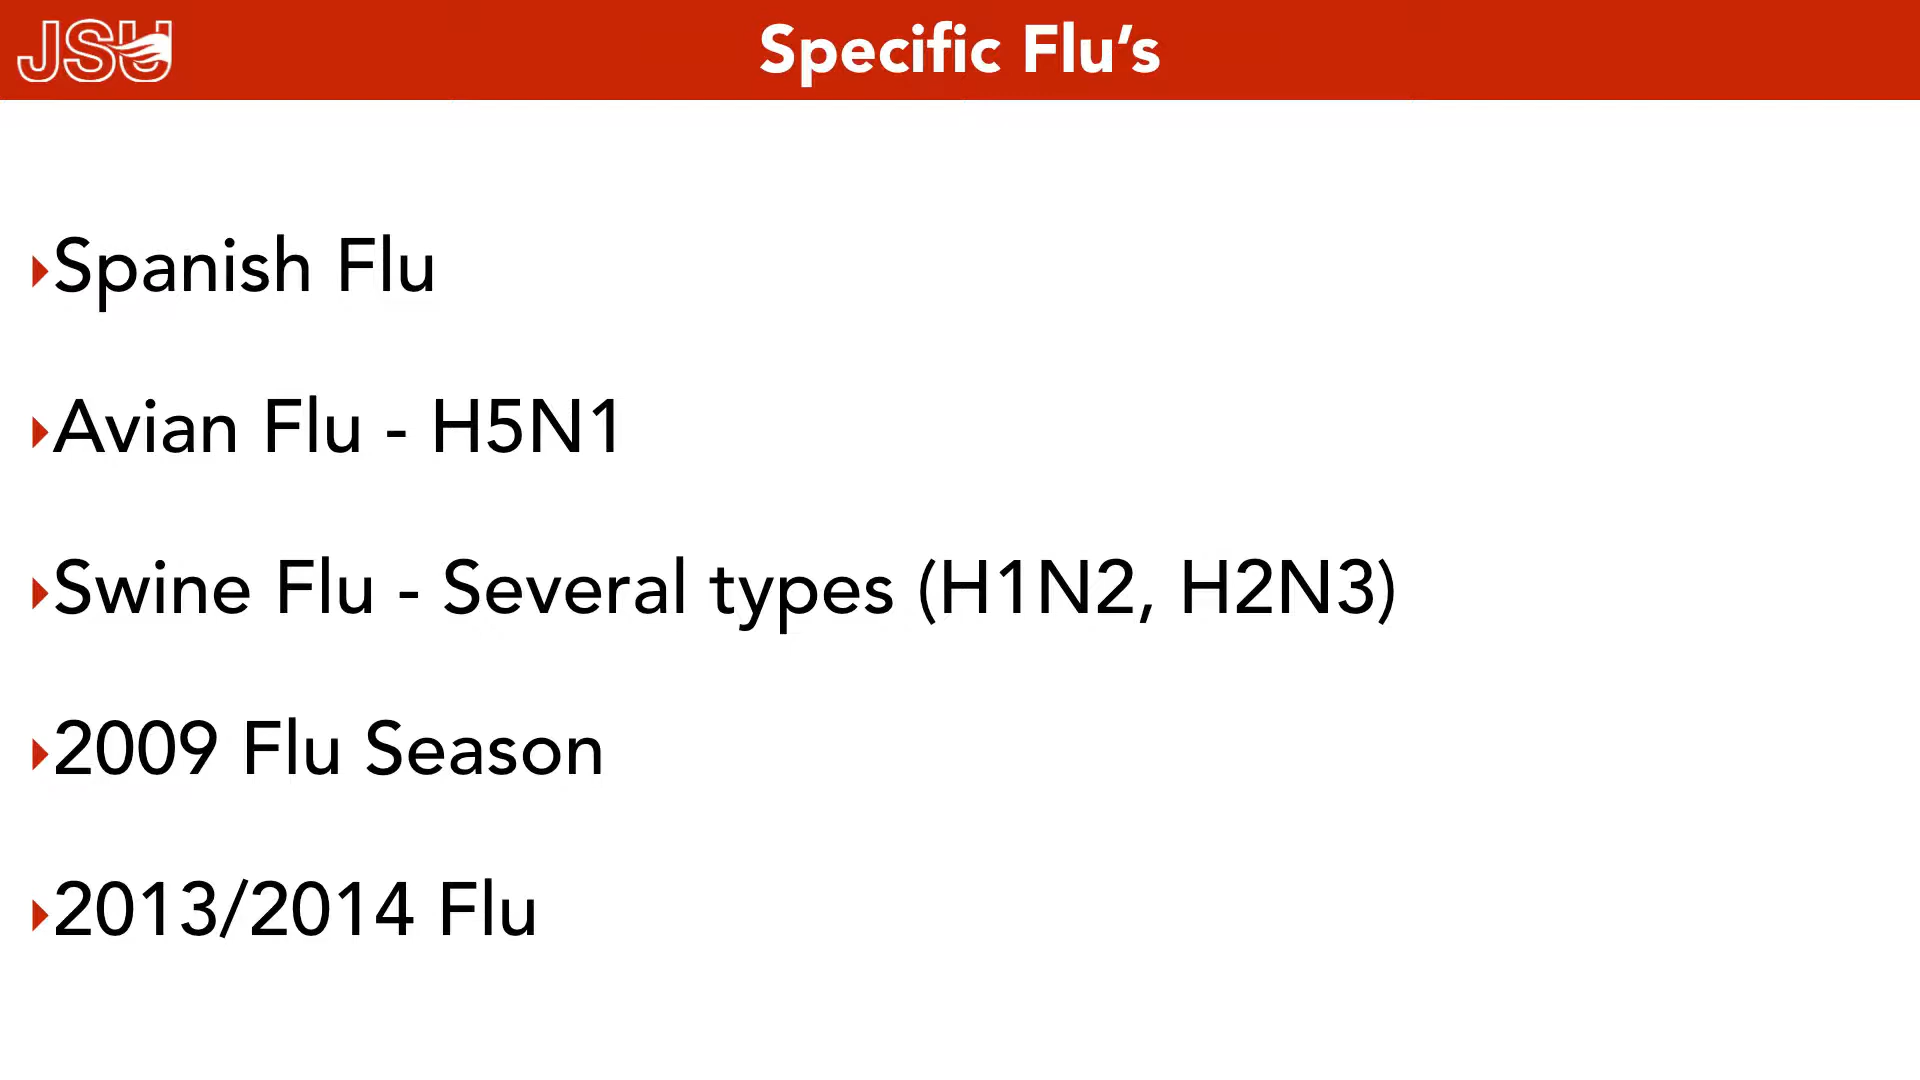 JSU
Specific Flu’s
‣Spanish Flu
‣Avian Flu - H5N1
‣Swine Flu - Several types (H1N2, H2N3)
‣2009 Flu Season
‣2013/2014 Flu